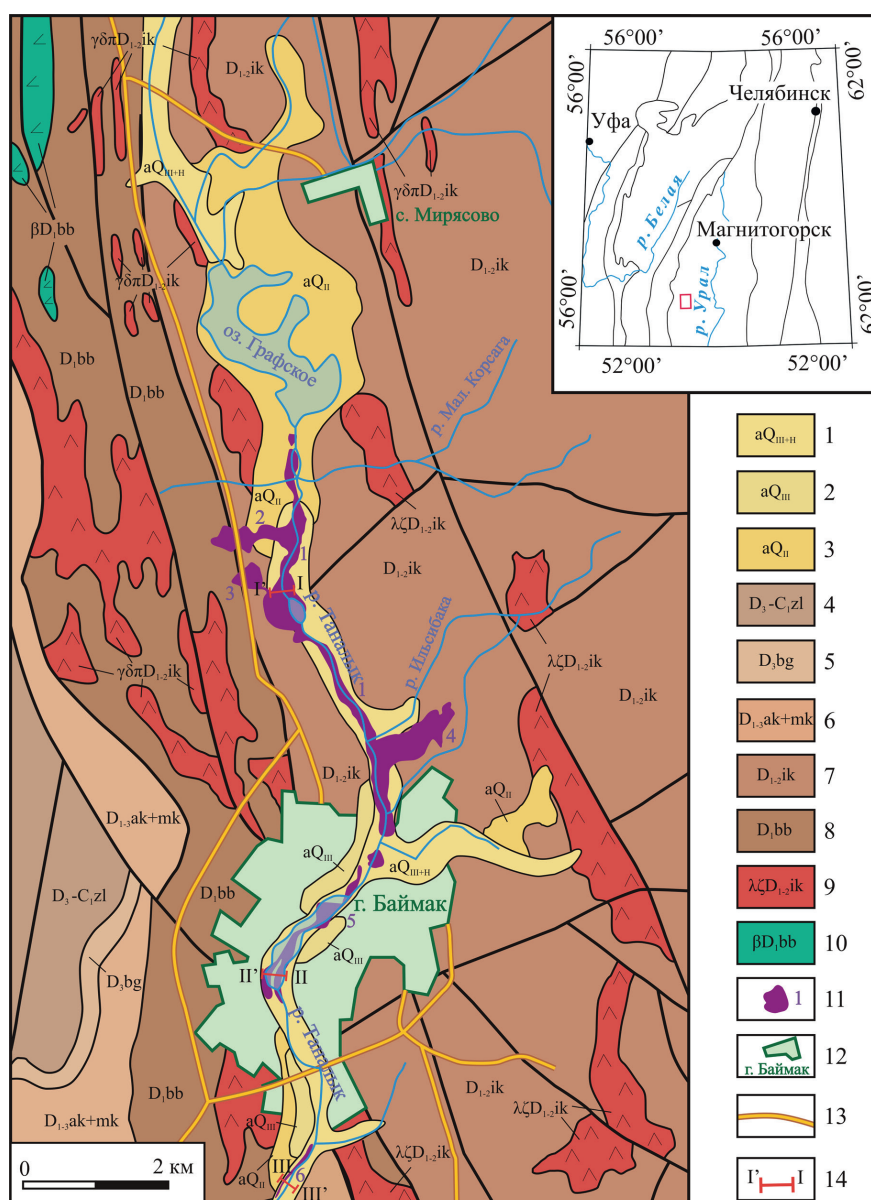 γδπD₁₋₂ik
D₁₋₂ik
γδπD₁₋₂ik
aQIII+H
с. Мирясово
βD₁bb
γδπD₁₋₂ik
D₁₋₂ik
aQII
оз. Графское
D₁bb
D₁bb
р. Мал. Корсага
aQII
λζD₁₋₂ik
2
1
D₁₋₂ik
3
I'
I
р. Таналык
р. Ильсибака
λζD₁₋₂ik
γδπD₁₋₂ik
1
4
D₁₋₂ik
D₁₋₂ik
D₁₋₃ak+mk
aQII
aQIII
aQIII+H
D₃-C₁zl
D₁bb
г. Баймак
5
aQIII
D₃bg
II'
II
р. Таналык
D₁bb
D₁₋₂ik
D₁₋₃ak+mk
λζD₁₋₂ik
aQIII
aQII
III
6
III'
λζD₁₋₂ik
0 2 км
56°00' 56°00'
56°00'
62°00'
Челябинск
Уфа
р. Белая
Магнитогорск
р. Урал
56°00'
62°00'
52°00' 52°00'
aQIII+H 1
aQIII 2
aQII 3
D₃-C₁zl 4
D₃bg 5
D₁₋₃ak+mk 6
D₁₋₂ik 7
D₁bb 8
λζD₁₋₂ik 9
βD₁bb 10
1 11
г. Баймак 12
13
I' I 14